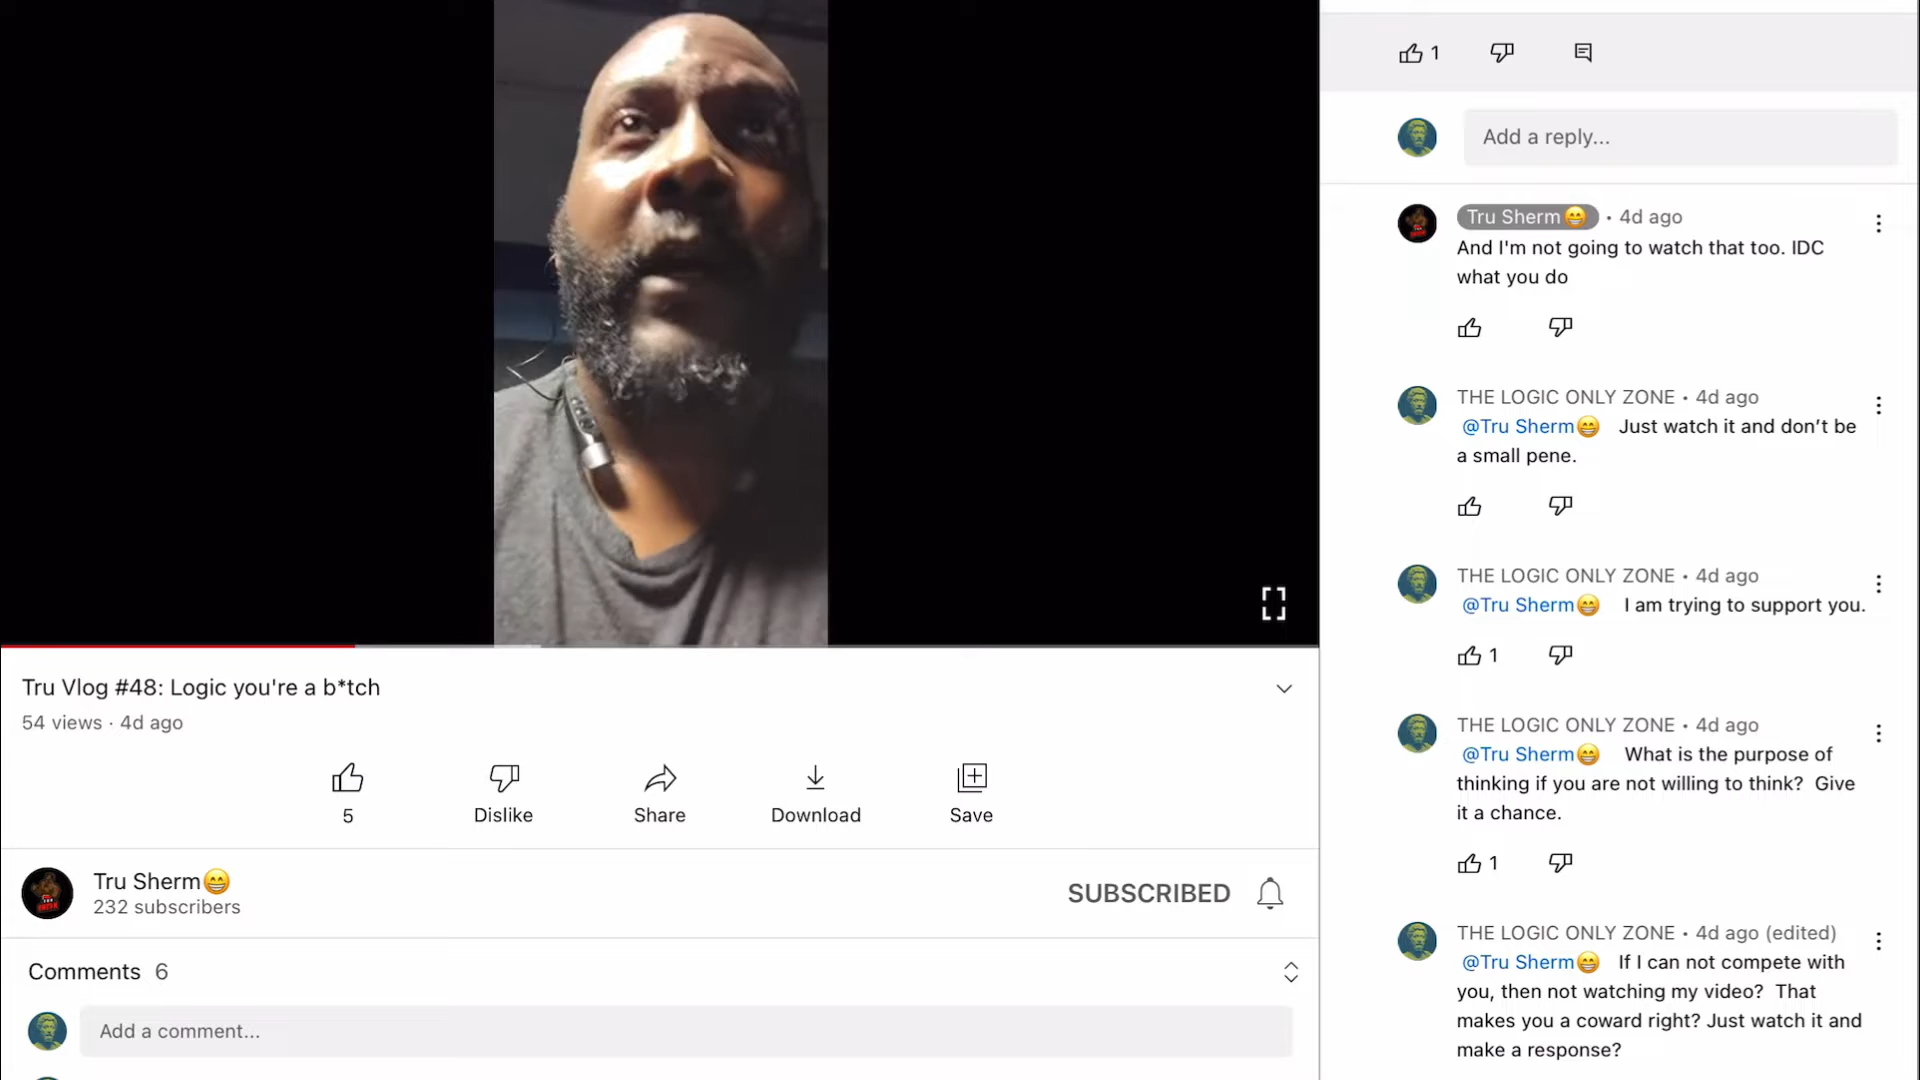 Tru Vlog #48: Logic you're a b*tch
54 views · 4d ago
5
Dislike
Share
Download
Save
Tru Sherm😁
232 subscribers
SUBSCRIBED
Comments 6
Add a comment...
1
Add a reply...
Tru Sherm😁 • 4d ago
And I'm not going to watch that too. IDC
what you do
THE LOGIC ONLY ZONE • 4d ago
@Tru Sherm😁 Just watch it and don’t be
a small pene.
THE LOGIC ONLY ZONE • 4d ago
@Tru Sherm😁 I am trying to support you.
1
THE LOGIC ONLY ZONE • 4d ago
@Tru Sherm😁 What is the purpose of
thinking if you are not willing to think? Give
it a chance.
1
THE LOGIC ONLY ZONE • 4d ago (edited)
@Tru Sherm😁 If I can not compete with
you, then not watching my video? That
makes you a coward right? Just watch it and
make a response?